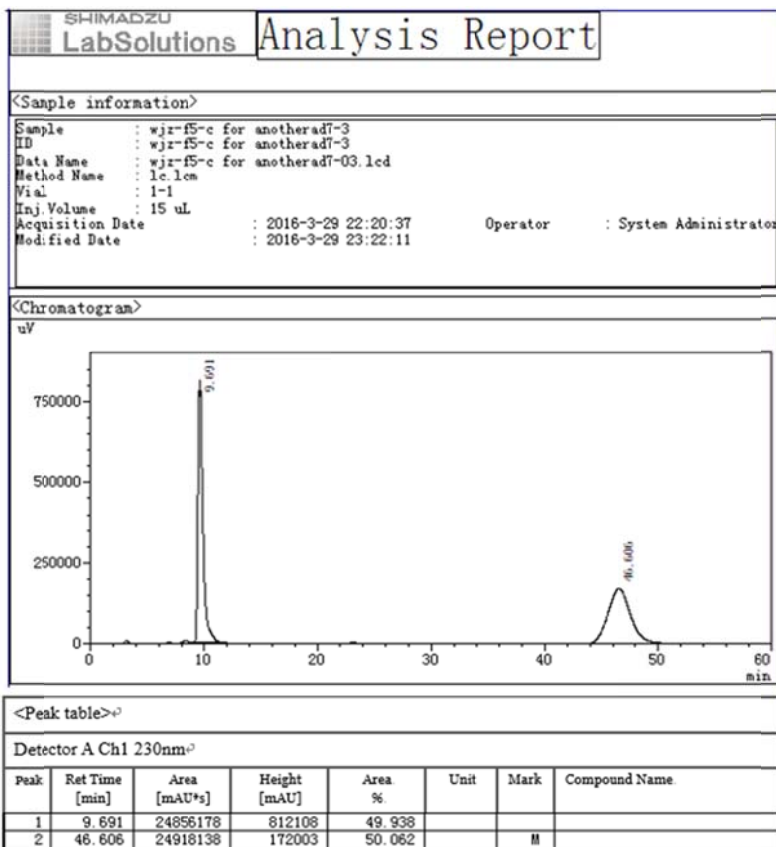 SHIMADZU
LabSolutions Analysis Report
<Sample information>
Sample : wjz-f5-c for anotherad7-3
ID : wjz-f5-c for anotherad7-3
Data Name : wjz-f5-c for anotherad7-03.lcd
Method Name : lc.lcm
Vial : 1-1
Inj.Volume : 15 uL
Acquisition Date : 2016-3-29 22:20:37 Operator : System Administrator
Modified Date : 2016-3-29 23:22:11
<Chromatogram>
uV
9.691
750000
500000
46.606
250000
0
0 10 20 30 40 50 60
min
<Peak table>↵
Detector A Ch1 230nm↵
Peak Ret Time Area Height Area Unit Mark Compound Name
[min] [mAU*s] [mAU] %
1 9.691 24856178 812108 49.938
2 46.606 24918138 172003 50.062 M